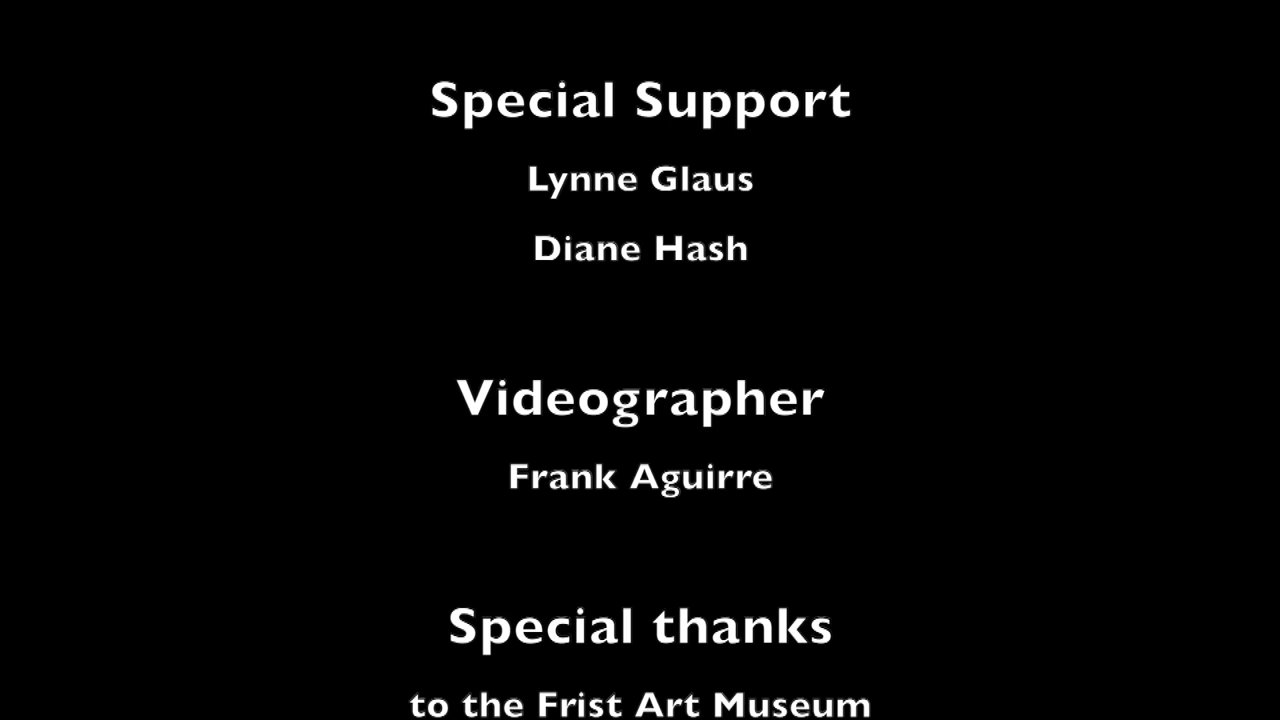 Special Support
Lynne Glaus
Diane Hash
Videographer
Frank Aguirre
Special thanks
to the Frist Art Museum